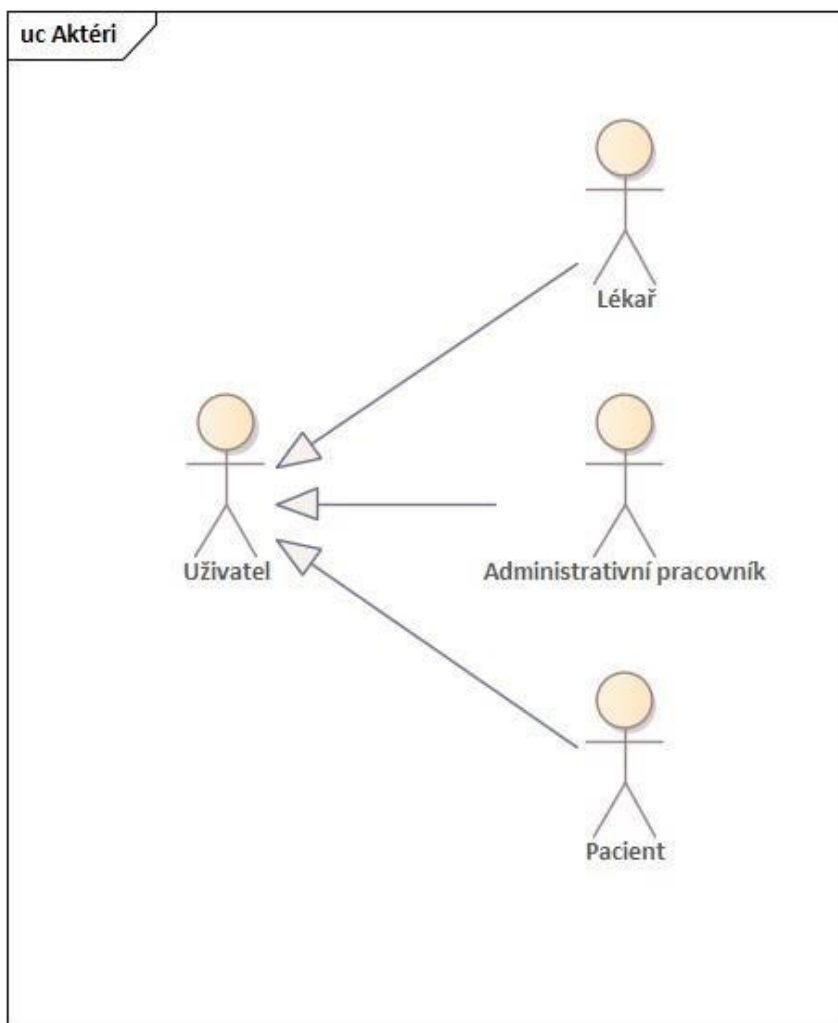 uc Aktéri
Lékař
Uživatel
Administrativní pracovník
Pacient